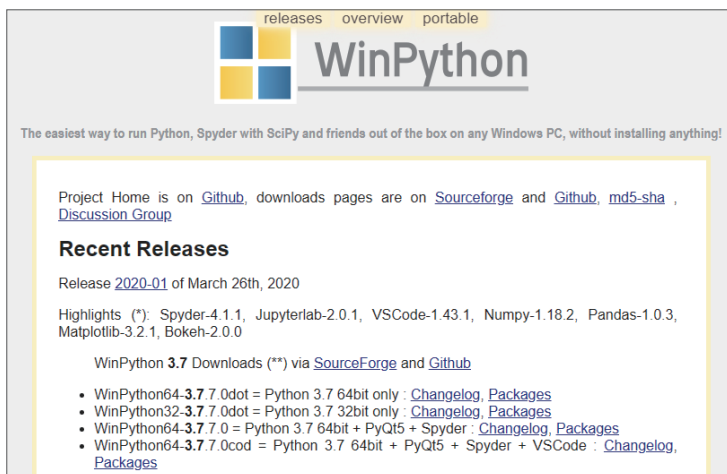 releases overview portable
WinPython
The easiest way to run Python, Spyder with SciPy and friends out of the box on any Windows PC, without installing anything!
Project Home is on Github, downloads pages are on Sourceforge and Github, md5-sha ,
Discussion Group
Recent Releases
Release 2020-01 of March 26th, 2020
Highlights (*): Spyder-4.1.1, Jupyterlab-2.0.1, VSCode-1.43.1, Numpy-1.18.2, Pandas-1.0.3,
Matplotlib-3.2.1, Bokeh-2.0.0
WinPython 3.7 Downloads (**) via SourceForge and Github
• WinPython64-3.7.7.0dot = Python 3.7 64bit only : Changelog, Packages
• WinPython32-3.7.7.0dot = Python 3.7 32bit only : Changelog, Packages
• WinPython64-3.7.7.0 = Python 3.7 64bit + PyQt5 + Spyder : Changelog, Packages
• WinPython64-3.7.7.0cod = Python 3.7 64bit + PyQt5 + Spyder + VSCode : Changelog,
Packages